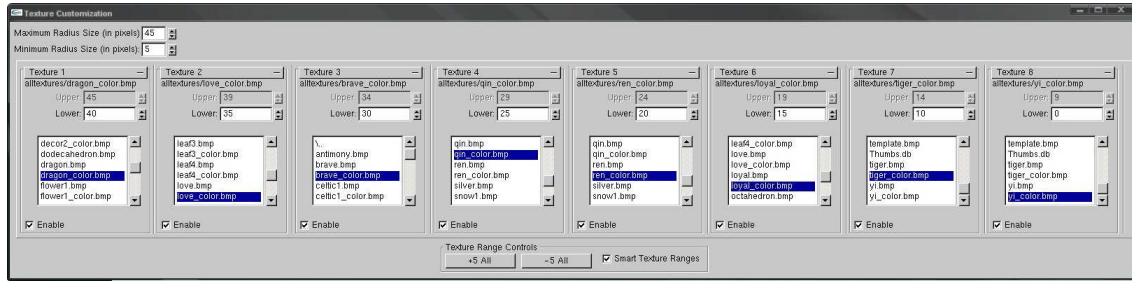 Texture Customization
Maximum Radius Size (in pixels) 45
Minimum Radius Size (in pixels): 5
Texture 1
alltextures/dragon_color.bmp
Upper: 45
Lower: 40
decor2_color.bmp
dodecahedron.bmp
dragon.bmp
dragon_color.bmp
flower1.bmp
flower1_color.bmp
Enable
Texture 2
alltextures/love_color.bmp
Upper: 39
Lower: 35
leaf3.bmp
leaf3_color.bmp
leaf4.bmp
leaf4_color.bmp
love.bmp
love_color.bmp
Enable
Texture 3
alltextures/brave_color.bmp
Upper: 34
Lower: 30
\..
antimony.bmp
brave.bmp
brave_color.bmp
celtic1.bmp
celtic1_color.bmp
Enable
Texture 4
alltextures/qin_color.bmp
Upper: 29
Lower: 25
qin.bmp
qin_color.bmp
ren.bmp
ren_color.bmp
silver.bmp
snow1.bmp
Enable
Texture 5
alltextures/ren_color.bmp
Upper: 24
Lower: 20
qin.bmp
qin_color.bmp
ren.bmp
ren_color.bmp
silver.bmp
snow1.bmp
Enable
Texture 6
alltextures/loyal_color.bmp
Upper: 19
Lower: 15
leaf4_color.bmp
love.bmp
love_color.bmp
loyal.bmp
loyal_color.bmp
octahedron.bmp
Enable
Texture 7
alltextures/tiger_color.bmp
Upper: 14
Lower: 10
template.bmp
Thumbs.db
tiger.bmp
tiger_color.bmp
yi.bmp
yi_color.bmp
Enable
Texture 8
alltextures/yi_color.bmp
Upper: 9
Lower: 0
template.bmp
Thumbs.db
tiger.bmp
tiger_color.bmp
yi.bmp
yi_color.bmp
Enable
Texture Range Controls
+5 All
-5 All
Smart Texture Ranges